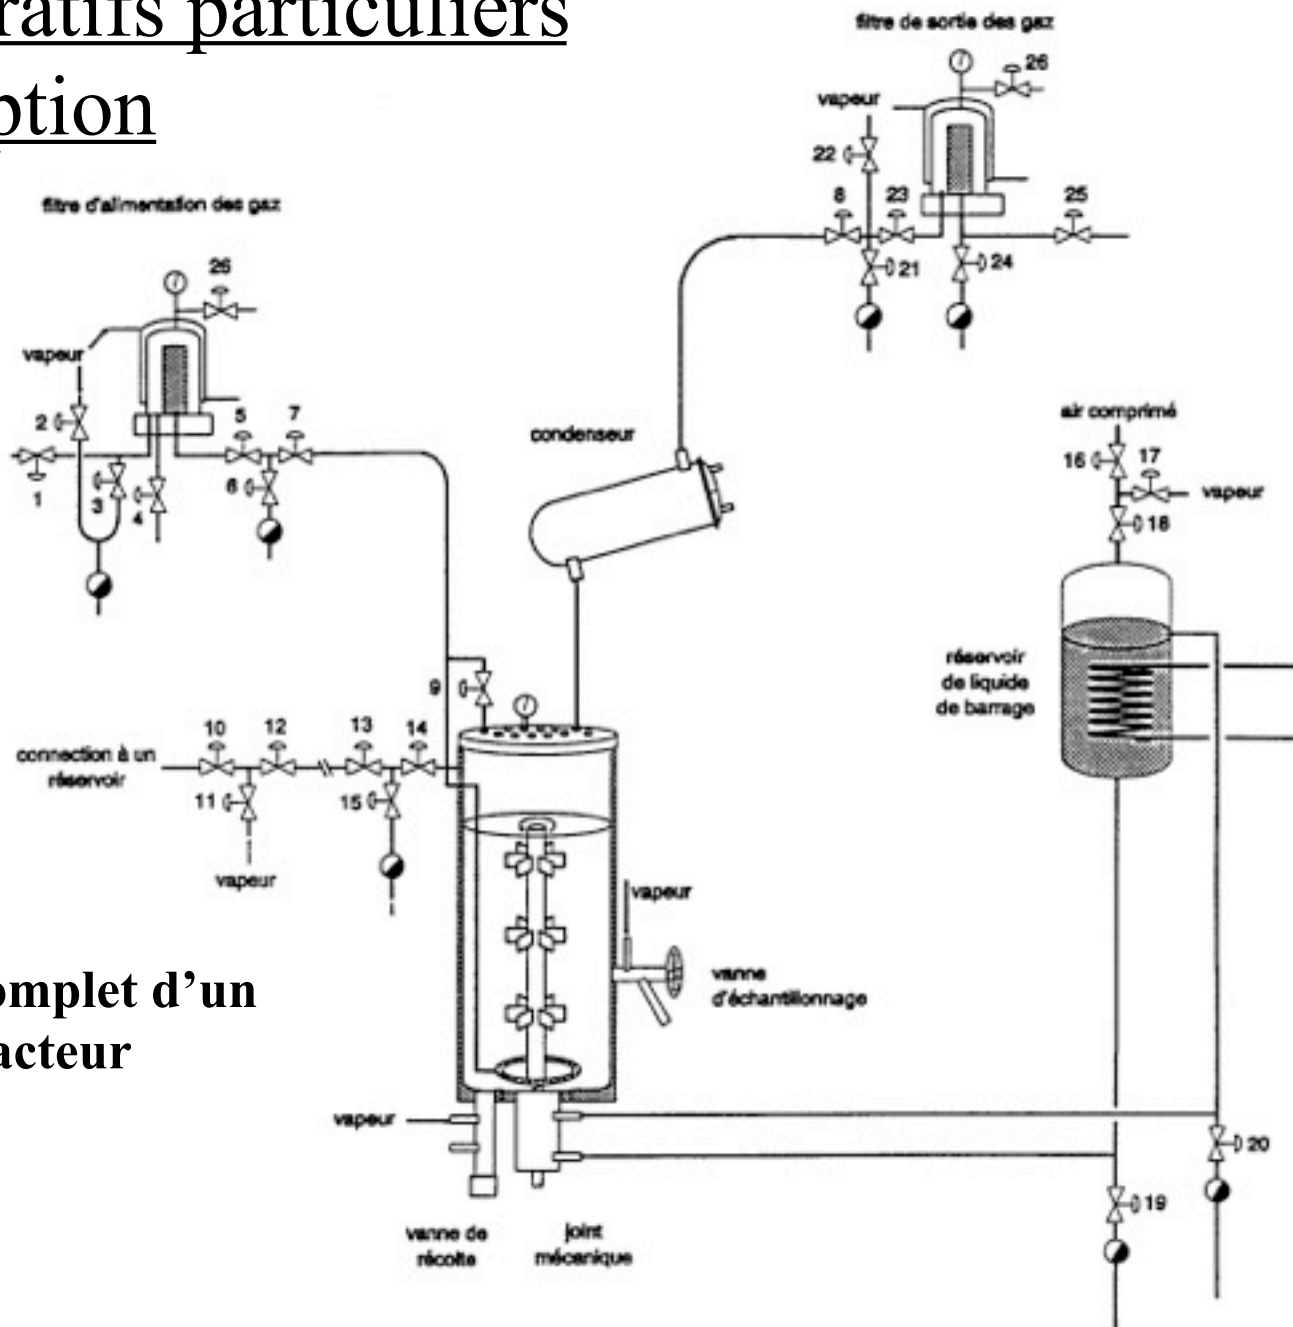 ratifs particuliers
ption
filtre de sortie des gaz
26
vapeur
22
8
23
25
21
24
filtre d'alimentation des gaz
26
vapeur
2
5
7
1
3
4
6
condenseur
air comprimé
16
17
vapeur
18
réservoir
de liquide
de barrage
9
10
12
13
14
connection à un
réservoir
11
15
vapeur
vapeur
vanne
d'échantillonnage
omplet d'un
acteur
vapeur
20
19
vanne de
récolte
joint
mécanique